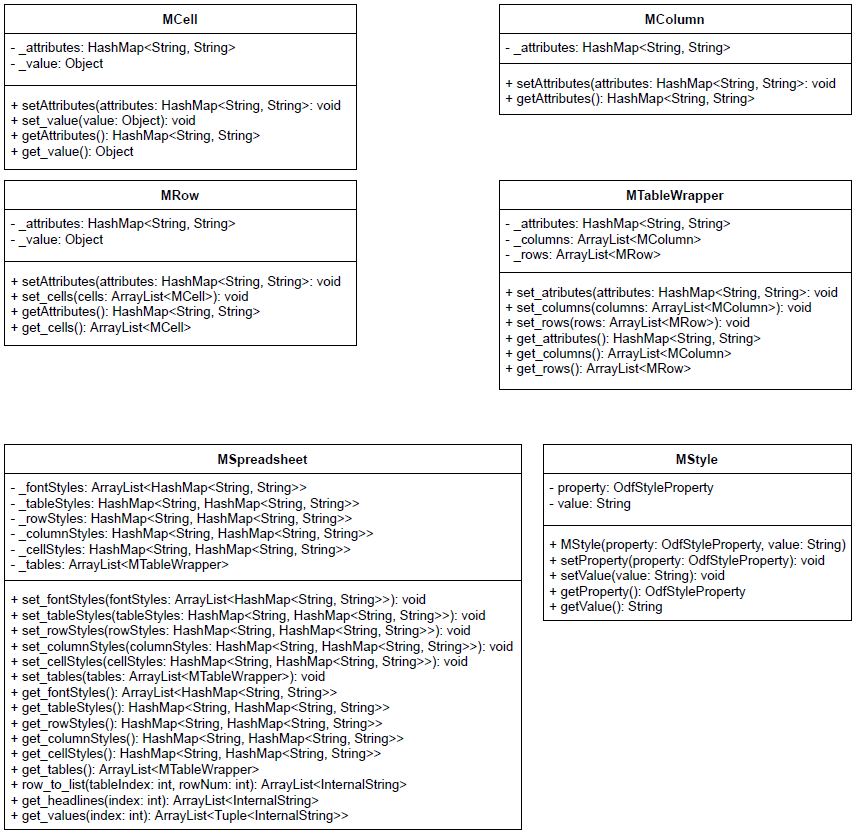 MCell
- _attributes: HashMap<String, String>
- _value: Object
+ setAttributes(attributes: HashMap<String, String>: void
+ set_value(value: Object): void
+ getAttributes(): HashMap<String, String>
+ get_value(): Object
MColumn
- _attributes: HashMap<String, String>
+ setAttributes(attributes: HashMap<String, String>: void
+ getAttributes(): HashMap<String, String>
MRow
- _attributes: HashMap<String, String>
- _value: Object
+ setAttributes(attributes: HashMap<String, String>: void
+ set_cells(cells: ArrayList<MCell>): void
+ getAttributes(): HashMap<String, String>
+ get_cells(): ArrayList<MCell>
MTableWrapper
- _attributes: HashMap<String, String>
- _columns: ArrayList<MColumn>
- _rows: ArrayList<MRow>
+ set_atributes(attributes: HashMap<String, String>: void
+ set_columns(columns: ArrayList<MColumn>): void
+ set_rows(rows: ArrayList<MRow>): void
+ get_attributes(): HashMap<String, String>
+ get_columns(): ArrayList<MColumn>
+ get_rows(): ArrayList<MRow>
MSpreadsheet
- _fontStyles: ArrayList<HashMap<String, String>>
- _tableStyles: HashMap<String, HashMap<String, String>>
- _rowStyles: HashMap<String, HashMap<String, String>>
- _columnStyles: HashMap<String, HashMap<String, String>>
- _cellStyles: HashMap<String, HashMap<String, String>>
- _tables: ArrayList<MTableWrapper>
+ set_fontStyles(fontStyles: ArrayList<HashMap<String, String>>): void
+ set_tableStyles(tableStyles: HashMap<String, HashMap<String, String>>): void
+ set_rowStyles(rowStyles: HashMap<String, HashMap<String, String>>): void
+ set_columnStyles(columnStyles: HashMap<String, HashMap<String, String>>): void
+ set_cellStyles(cellStyles: HashMap<String, HashMap<String, String>>): void
+ set_tables(tables: ArrayList<MTableWrapper>): void
+ get_fontStyles(): ArrayList<HashMap<String, String>>
+ get_tableStyles(): HashMap<String, HashMap<String, String>>
+ get_rowStyles(): HashMap<String, HashMap<String, String>>
+ get_columnStyles(): HashMap<String, HashMap<String, String>>
+ get_cellStyles(): HashMap<String, HashMap<String, String>>
+ get_tables(): ArrayList<MTableWrapper>
+ row_to_list(tableIndex: int, rowNum: int): ArrayList<InternalString>
+ get_headlines(index: int): ArrayList<InternalString>
+ get_values(index: int): ArrayList<Tuple<InternalString>>
MStyle
- property: OdfStyleProperty
- value: String
+ MStyle(property: OdfStyleProperty, value: String)
+ setProperty(property: OdfStyleProperty): void
+ setValue(value: String): void
+ getProperty(): OdfStyleProperty
+ getValue(): String